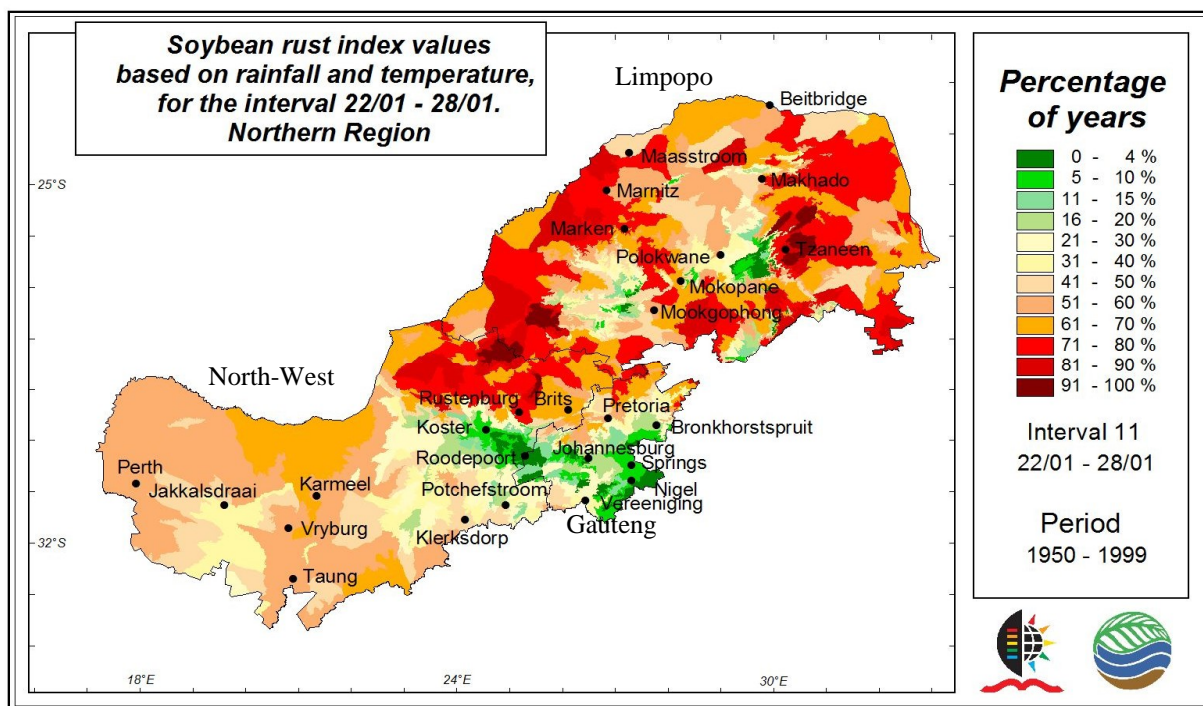 Soybean rust index values
based on rainfall and temperature,
for the interval 22/01 - 28/01.
Northern Region
Limpopo
Beitbridge
Maasstroom
25°S
Marnitz
Makhado
Marken
Polokwane
Tzaneen
Mokopane
Mookgophong
North-West
Rustenburg
Brits
Pretoria
Koster
Bronkhorstspruit
Johannesburg
Roodepoort
Springs
Perth
Jakkalsdraai
Karmeel
Potchefstroom
Nigel
Vereeniging
Gauteng
Vryburg
Klerksdorp
32°S
Taung
18°E
24°E
30°E
Percentage
of years
0 - 4 %
5 - 10 %
11 - 15 %
16 - 20 %
21 - 30 %
31 - 40 %
41 - 50 %
51 - 60 %
61 - 70 %
71 - 80 %
81 - 90 %
91 - 100 %
Interval 11
22/01 - 28/01
Period
1950 - 1999